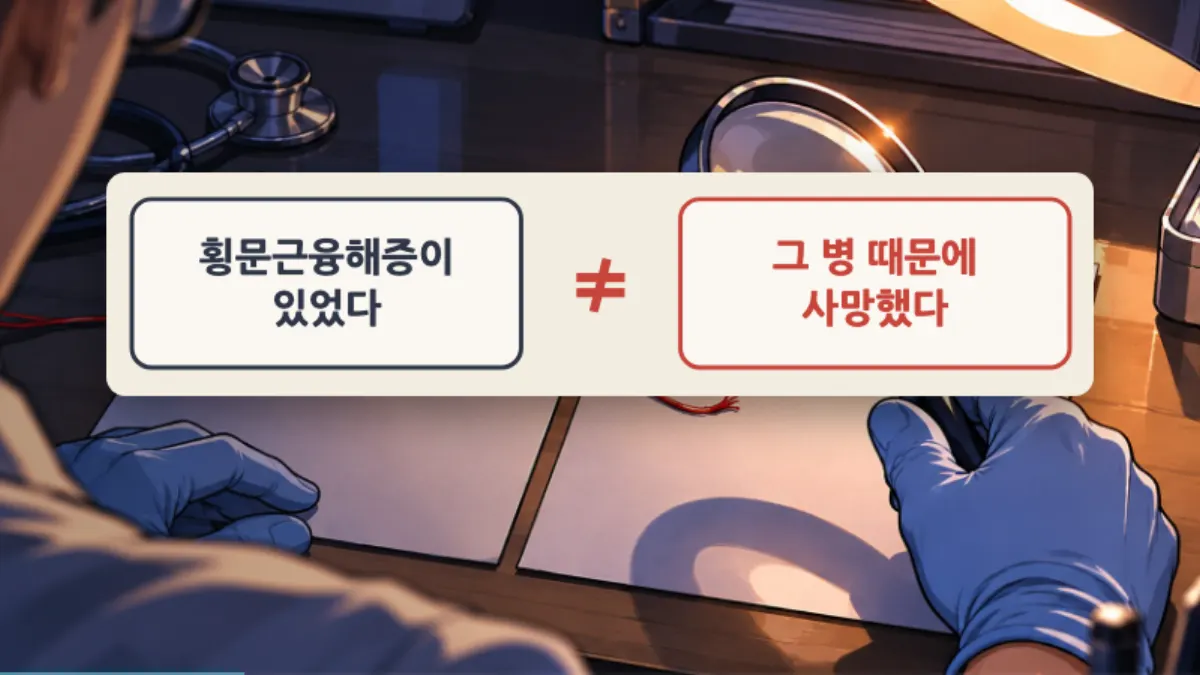 횡문근융해증이
있었다
≠
그 병 때문에
사망했다